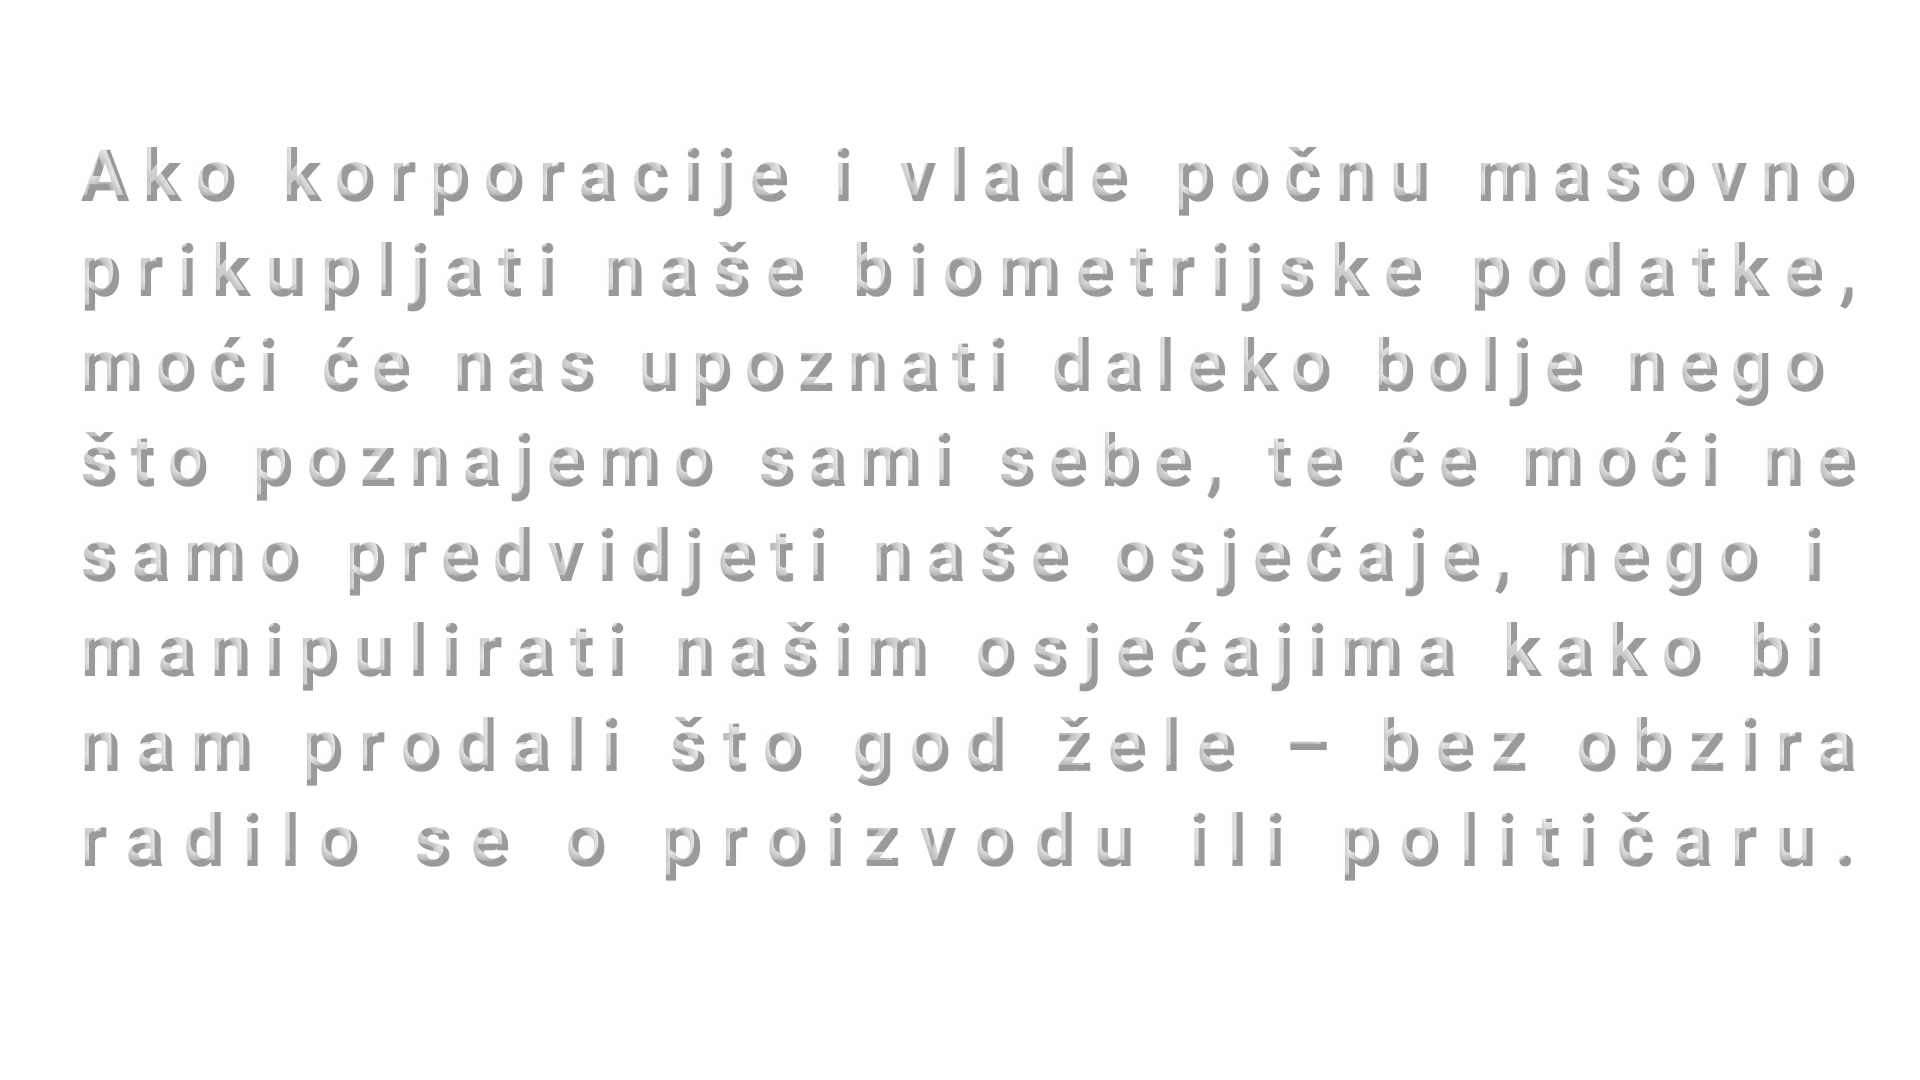 Ako korporacije i vlade počnu masovno
prikupljati naše biometrijske podatke,
moći će nas upoznati daleko bolje nego
što poznajemo sami sebe, te će moći ne
samo predvidjeti naše osjećaje, nego i
manipulirati našim osjećajima kako bi
nam prodali što god žele – bez obzira
radilo se o proizvodu ili političaru.